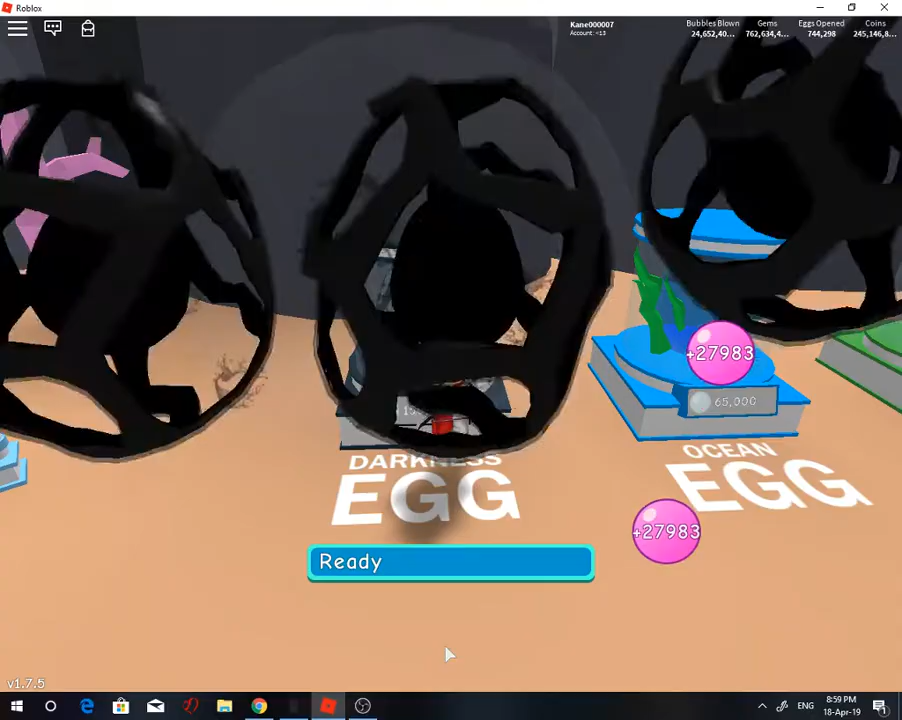 Roblox
Kane000007
Account: <13
Bubbles Blown
24,652,40...
Gems
762,634,4...
Eggs Opened
744,298
Coins
245,146,8...
+27983
65,000
DARKNESS
EGG
OCEAN
EGG
+27983
Ready
v1.7.5
ENG
8:59 PM
18-Apr-19